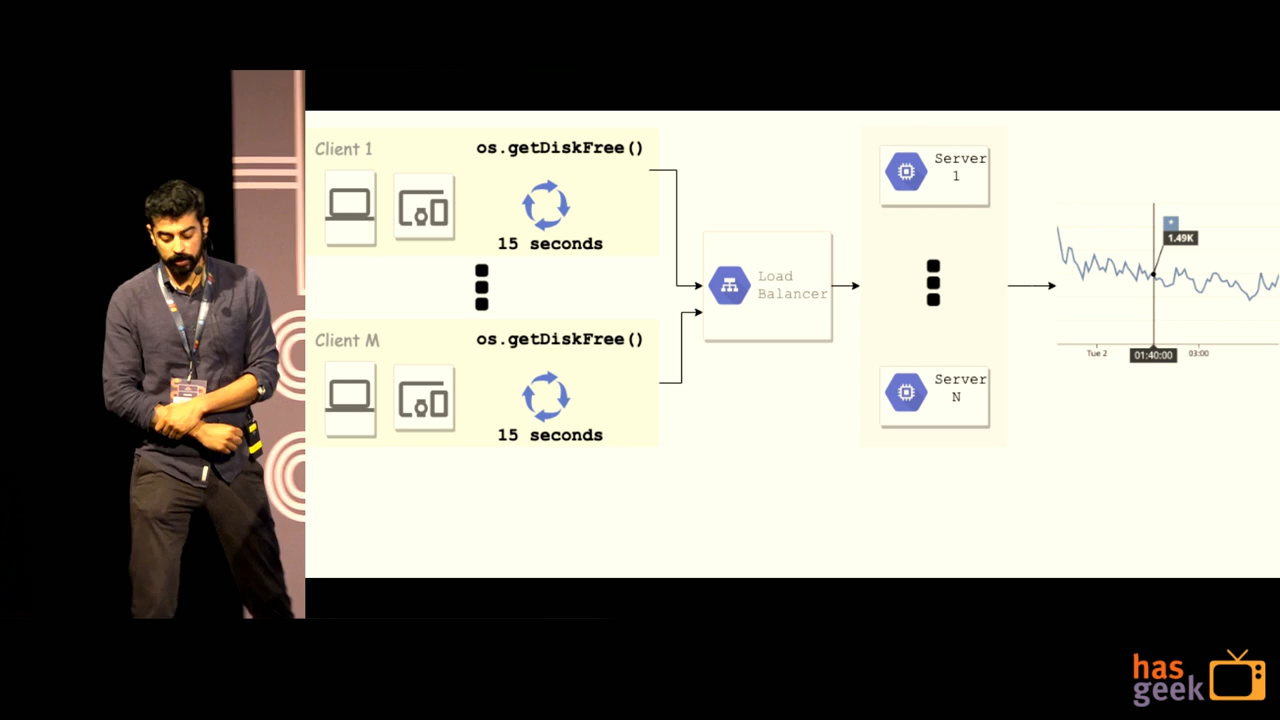 Client 1
os.getDiskFree()
15 seconds
Client M
os.getDiskFree()
15 seconds
Load
Balancer
Server
1
Server
N
*
1.49K
Tue 2
01:40:00
03:00
has
geek